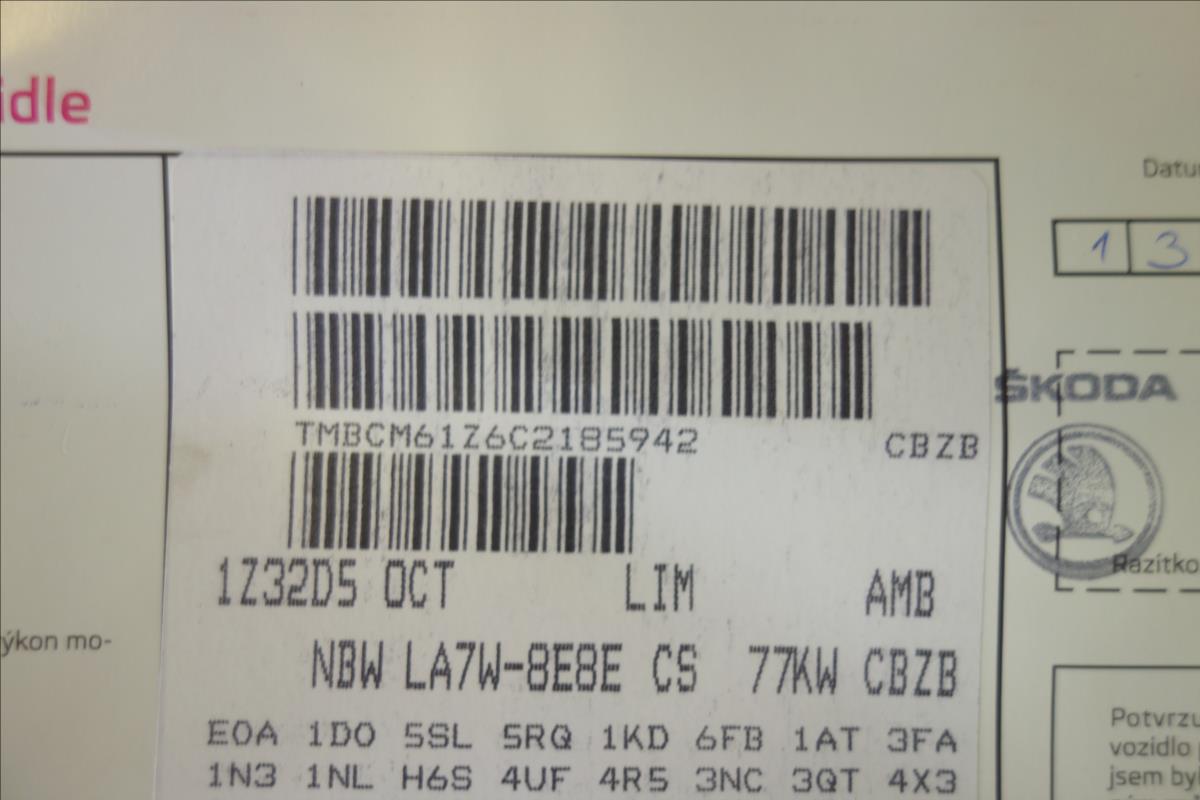 idle
Datu
1 3
TMBCM61Z6C2185942 CBZB
ŠKODA
1Z32D5 OCT LIM AMB
Razítko
ýkon mo-
NBW LA7W-8E8E CS 77KW CBZB
E0A 1D0 5SL 5RQ 1KD 6FB 1AT 3FA
1N3 1NL H6S 4UF 4R5 3NC 3QT 4X3
Potvrzu
vozidlo
jsem by